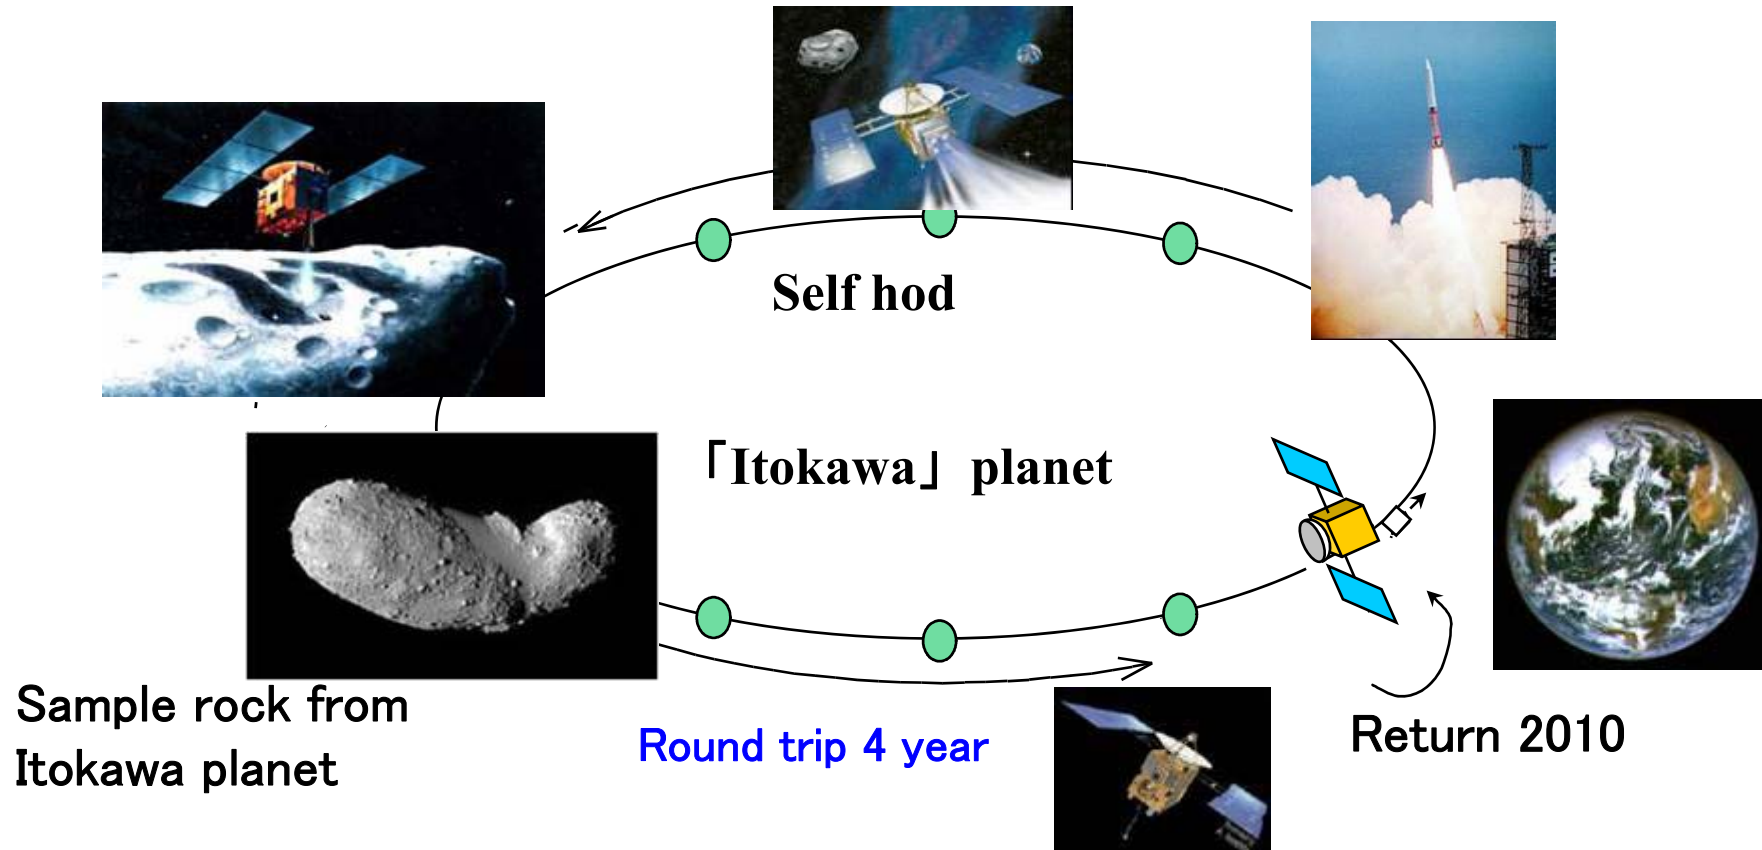 Self hod
「Itokawa」 planet
Sample rock from
Itokawa planet
Round trip 4 year
Return 2010